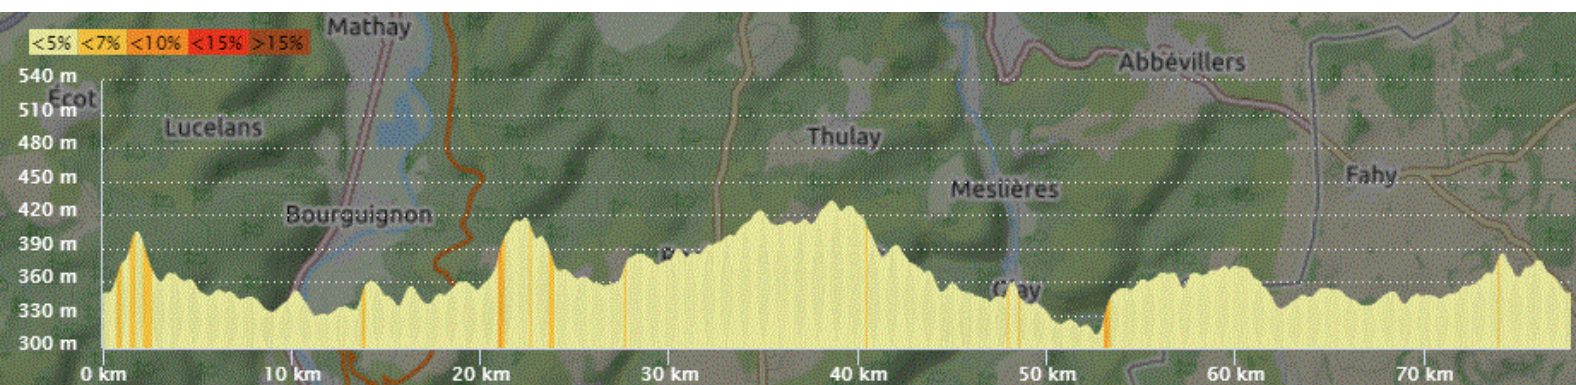 Mathay
<5% <7% <10% <15% >15%
Abbévillers
540 m
Écot
510 m
Lucelans
Thulay
480 m
450 m
Fahy
Meslières
420 m
Bourguignon
390 m
360 m
330 m
300 m
0 km 10 km 20 km 30 km 40 km 50 km 60 km 70 km